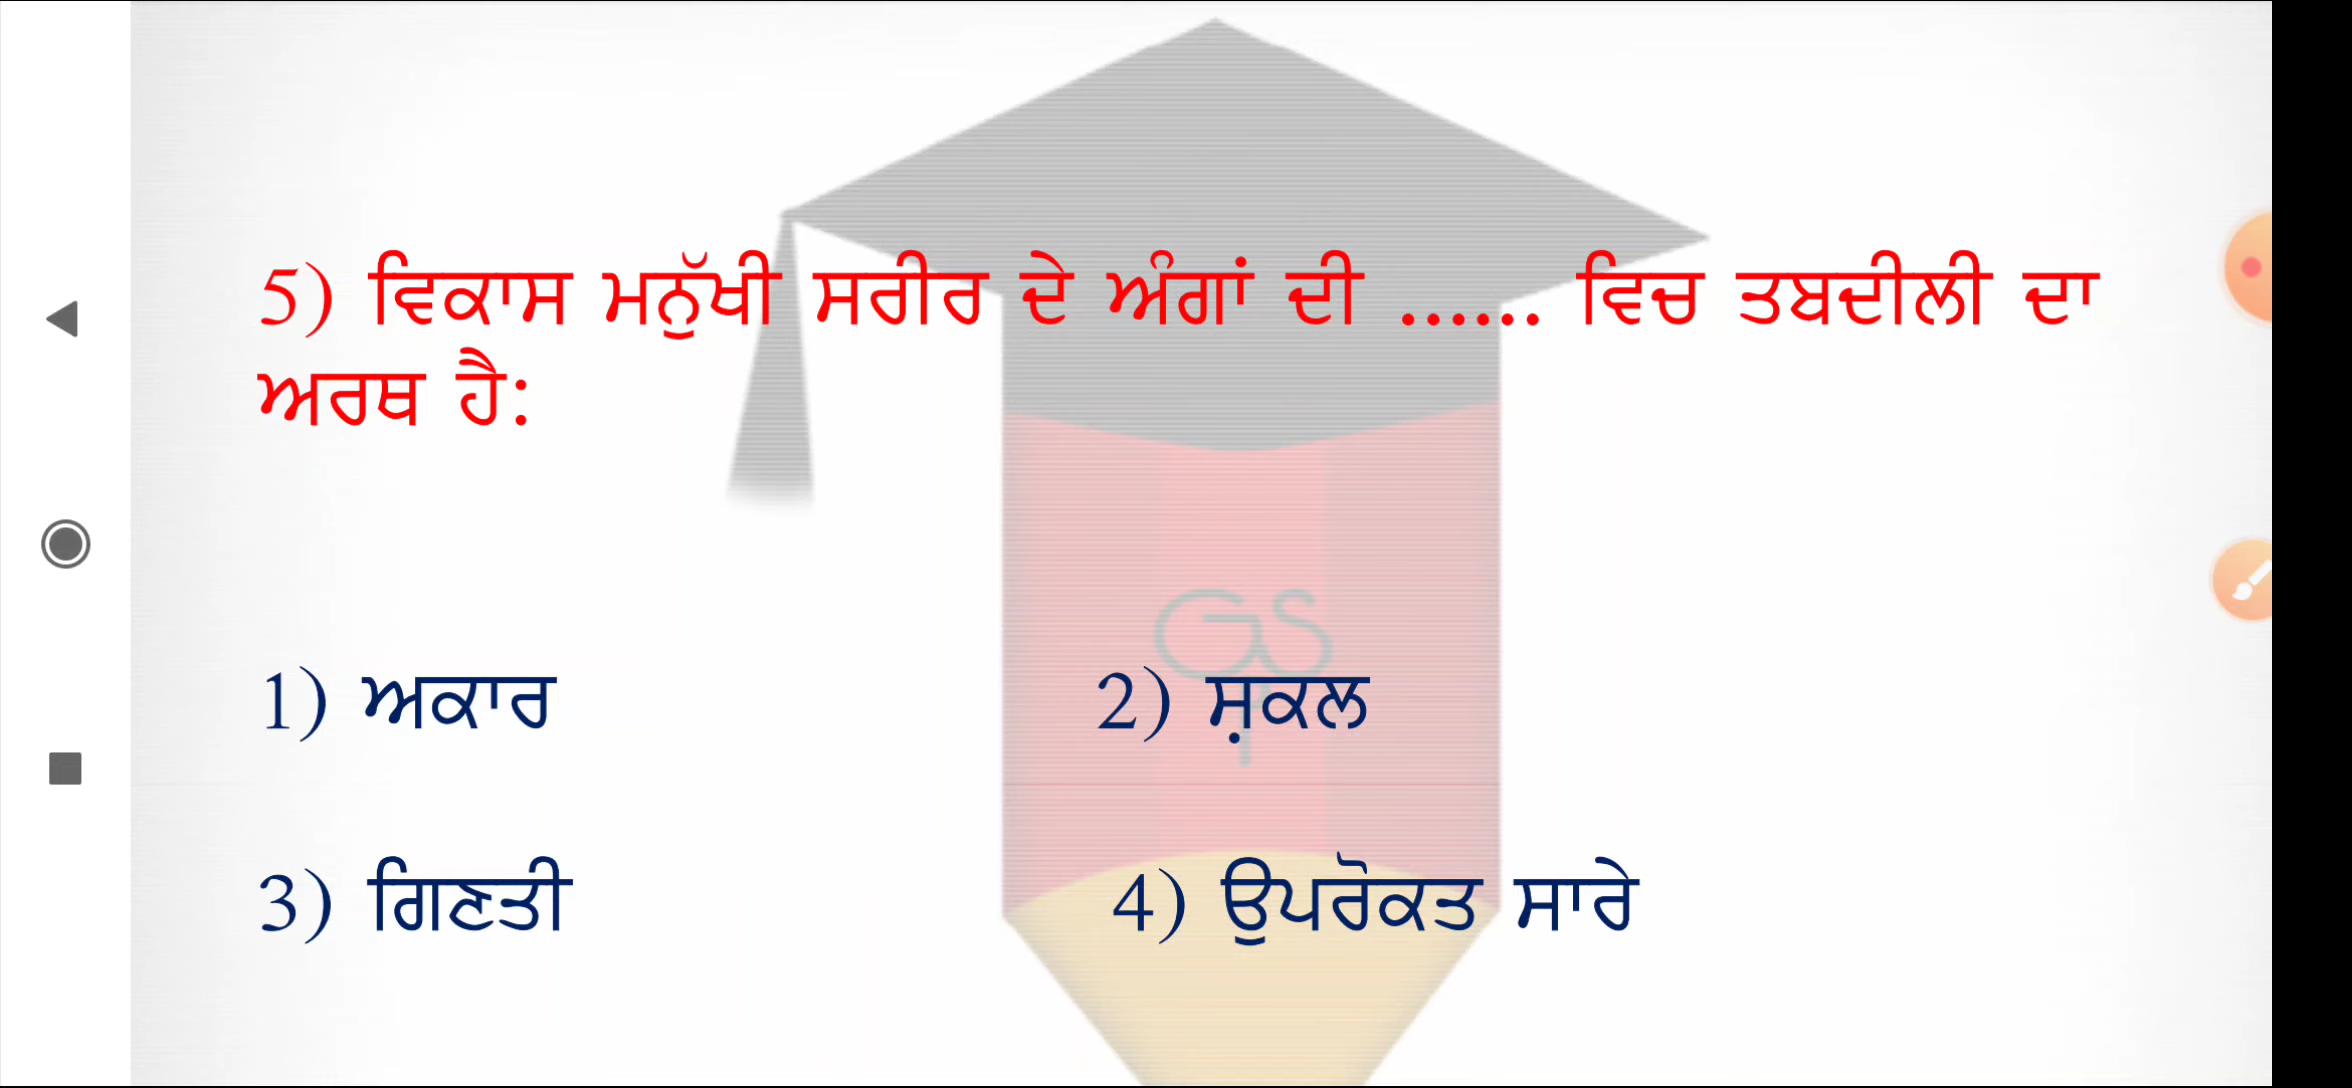 5) ਵਿਕਾਸ ਮਨੁੱਖੀ ਸਰੀਰ ਦੇ ਅੰਗਾਂ ਦੀ ...... ਵਿਚ ਤਬਦੀਲੀ ਦਾ
ਅਰਥ ਹੈ:
1) ਅਕਾਰ 2) ਸ਼ਕਲ
3) ਗਿਣਤੀ 4) ਉਪਰੋਕਤ ਸਾਰੇ